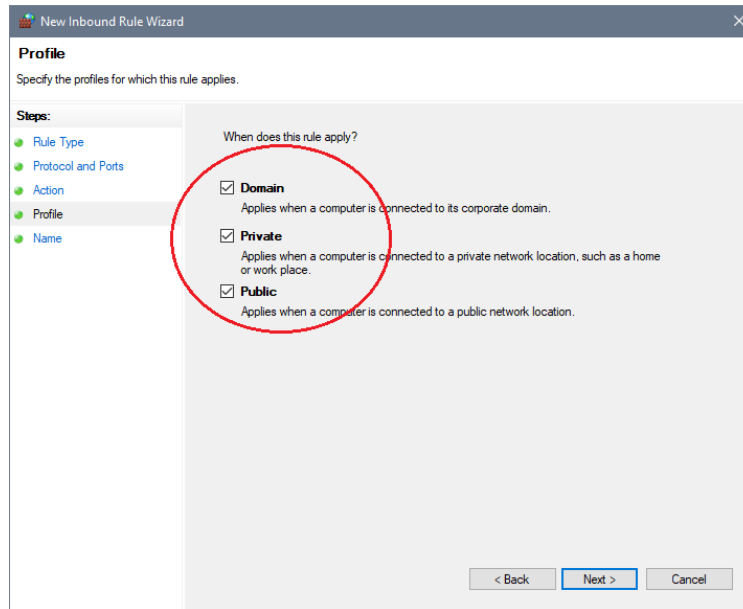 New Inbound Rule Wizard
Profile
Specify the profiles for which this rule applies.
Steps:
Rule Type
Protocol and Ports
Action
Profile
Name
When does this rule apply?
Domain
Applies when a computer is connected to its corporate domain.
Private
Applies when a computer is connected to a private network location, such as a home
or work place.
Public
Applies when a computer is connected to a public network location.
< Back
Next >
Cancel